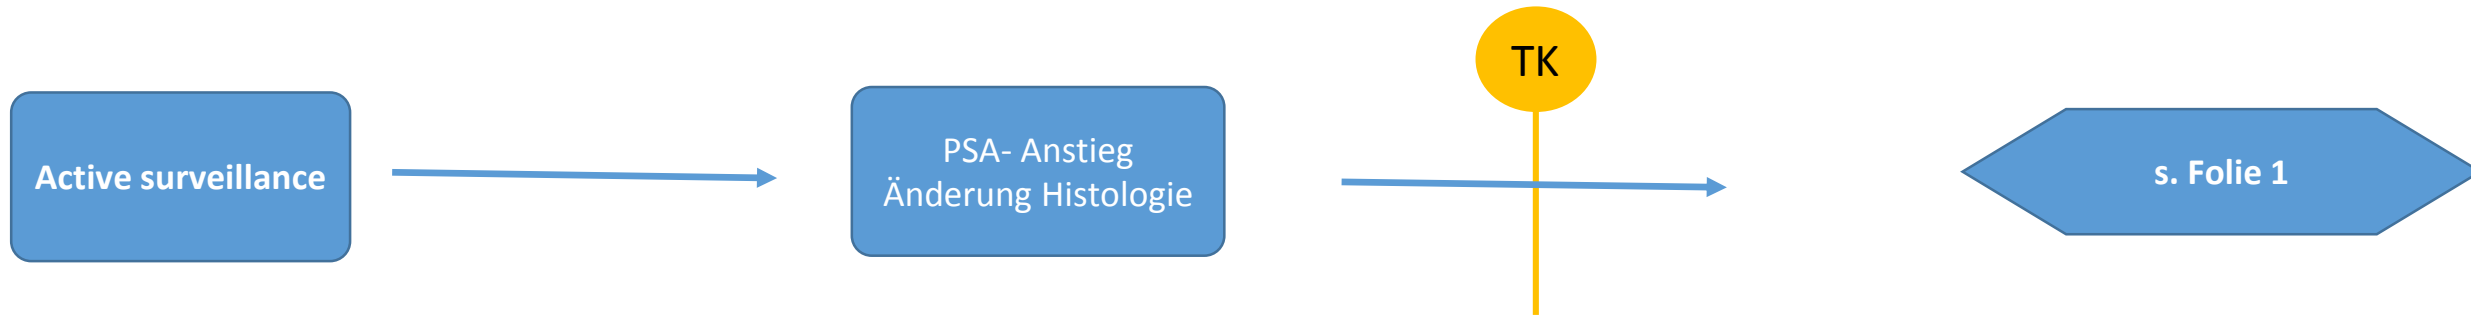 Active surveillance
PSA- Anstieg
Änderung Histologie
TK
s. Folie 1